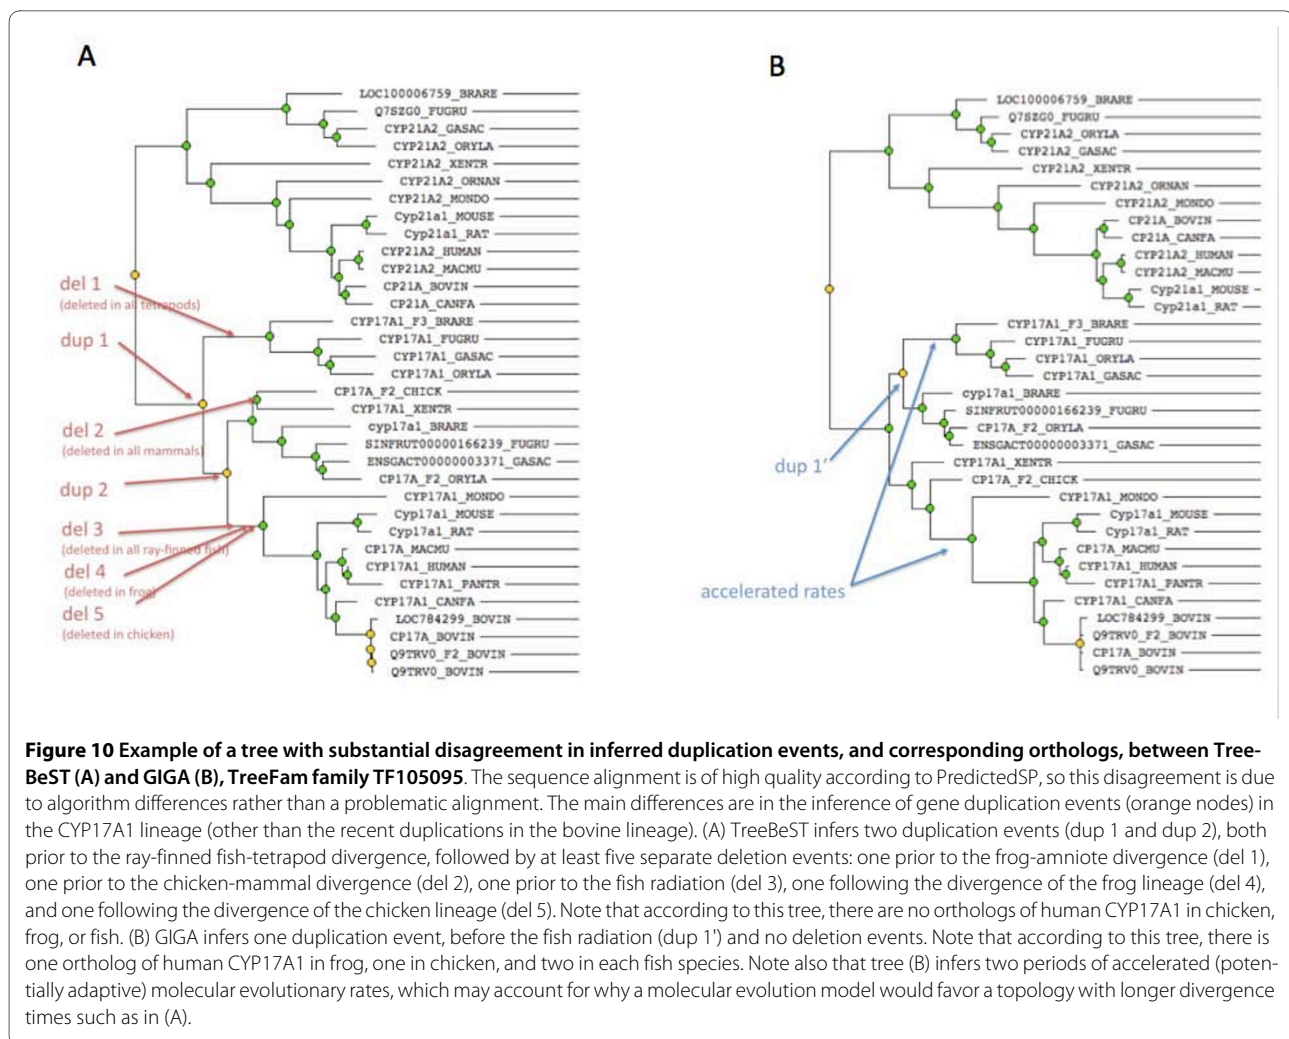 A
LOC100006759_BRARE
Q7SZG0_FUGRU
CYP21A2_GASAC
CYP21A2_ORYLA
CYP21A2_XENTR
CYP21A2_ORNAN
CYP21A2_MONDO
Cyp21a1_MOUSE
Cyp21a1_RAT
CYP21A2_HUMAN
CYP21A2_MACMU
CP21A_BOVIN
CP21A_CANFA
CYP17A1_F3_BRARE
CYP17A1_FUGRU
CYP17A1_GASAC
CYP17A1_ORYLA
CP17A_F2_CHICK
CYP17A1_XENTR
cyp17a1_BRARE
SINFRUT00000166239_FUGRU
ENSGACT00000003371_GASAC
CP17A_F2_ORYLA
CYP17A1_MONDO
Cyp17a1_MOUSE
Cyp17a1_RAT
CP17A_MACMU
CYP17A1_HUMAN
CYP17A1_PANTR
CYP17A1_CANFA
LOC784299_BOVIN
CP17A_BOVIN
Q9TRV0_F2_BOVIN
Q9TRV0_BOVIN
del 1
(deleted in all tetrapods)
dup 1
del 2
(deleted in all mammals)
dup 2
del 3
(deleted in all ray-finned fish)
del 4
(deleted in frog)
del 5
(deleted in chicken)
B
LOC100006759_BRARE
Q7SZG0_FUGRU
CYP21A2_ORYLA
CYP21A2_GASAC
CYP21A2_XENTR
CYP21A2_ORNAN
CYP21A2_MONDO
CP21A_BOVIN
CP21A_CANFA
CYP21A2_HUMAN
CYP21A2_MACMU
Cyp21a1_MOUSE
Cyp21a1_RAT
CYP17A1_F3_BRARE
CYP17A1_FUGRU
CYP17A1_ORYLA
CYP17A1_GASAC
cyp17a1_BRARE
SINFRUT00000166239_FUGRU
CP17A_F2_ORYLA
ENSGACT00000003371_GASAC
CYP17A1_XENTR
CP17A_F2_CHICK
CYP17A1_MONDO
Cyp17a1_MOUSE
Cyp17a1_RAT
CP17A_MACMU
CYP17A1_HUMAN
CYP17A1_PANTR
CYP17A1_CANFA
LOC784299_BOVIN
Q9TRV0_F2_BOVIN
CP17A_BOVIN
Q9TRV0_BOVIN
dup 1′
accelerated rates
Figure 10 Example of a tree with substantial disagreement in inferred duplication events, and corresponding orthologs, between Tree-
BeST (A) and GIGA (B), TreeFam family TF105095. The sequence alignment is of high quality according to PredictedSP, so this disagreement is due
to algorithm differences rather than a problematic alignment. The main differences are in the inference of gene duplication events (orange nodes) in
the CYP17A1 lineage (other than the recent duplications in the bovine lineage). (A) TreeBeST infers two duplication events (dup 1 and dup 2), both
prior to the ray-finned fish-tetrapod divergence, followed by at least five separate deletion events: one prior to the frog-amniote divergence (del 1),
one prior to the chicken-mammal divergence (del 2), one prior to the fish radiation (del 3), one following the divergence of the frog lineage (del 4),
and one following the divergence of the chicken lineage (del 5). Note that according to this tree, there are no orthologs of human CYP17A1 in chicken,
frog, or fish. (B) GIGA infers one duplication event, before the fish radiation (dup 1') and no deletion events. Note that according to this tree, there is
one ortholog of human CYP17A1 in frog, one in chicken, and two in each fish species. Note also that tree (B) infers two periods of accelerated (poten-
tially adaptive) molecular evolutionary rates, which may account for why a molecular evolution model would favor a topology with longer divergence
times such as in (A).